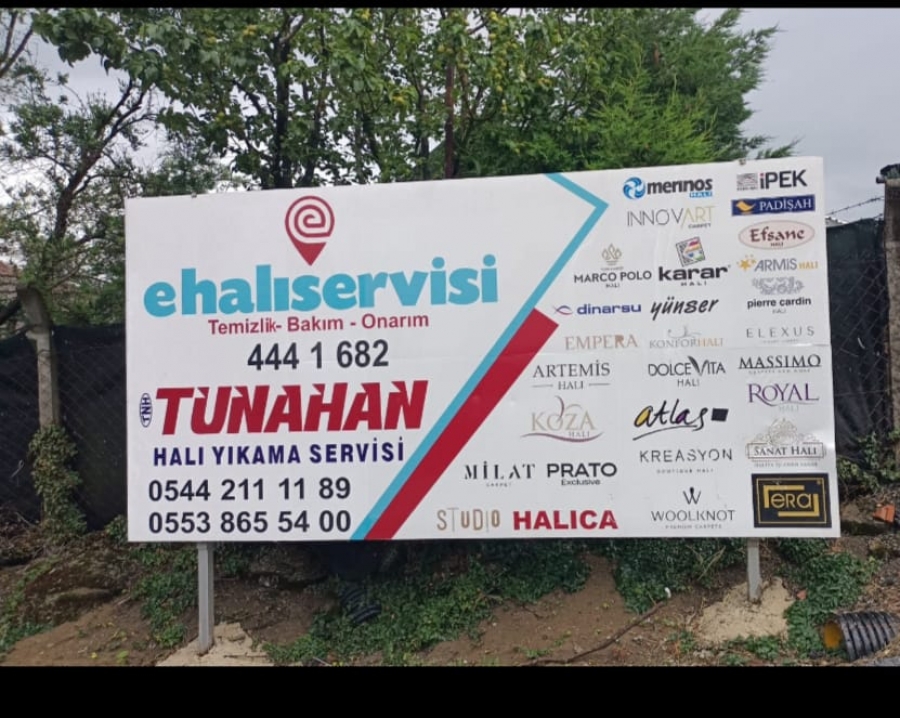 ehalıservisi
Temizlik- Bakım - Onarım
444 1 682
TNH
TUNAHAN
HALI YIKAMA SERVİSİ
0544 211 11 89
0553 865 54 00
merinos
HALI
İPEK
INNOVART
CARPET
PADİŞAH
Efsane
HALI
MARCO POLO
HALI
karar
HALI
ARMİS HALI
pierre cardin
HALI
dinarsu
yünser
EMPERA
KONFORHALI
ELEXUS
ARTEMİS
HALI
DOLCE VITA
HALI
MASSIMO
KOZA
HALI
atlas
ROYAL
HALI
MİLAT
CARPET
PRATO
Exclusive
KREASYON
SANAT HALI
STUDIO
HALICA
WOOLKNOT
FERAJ